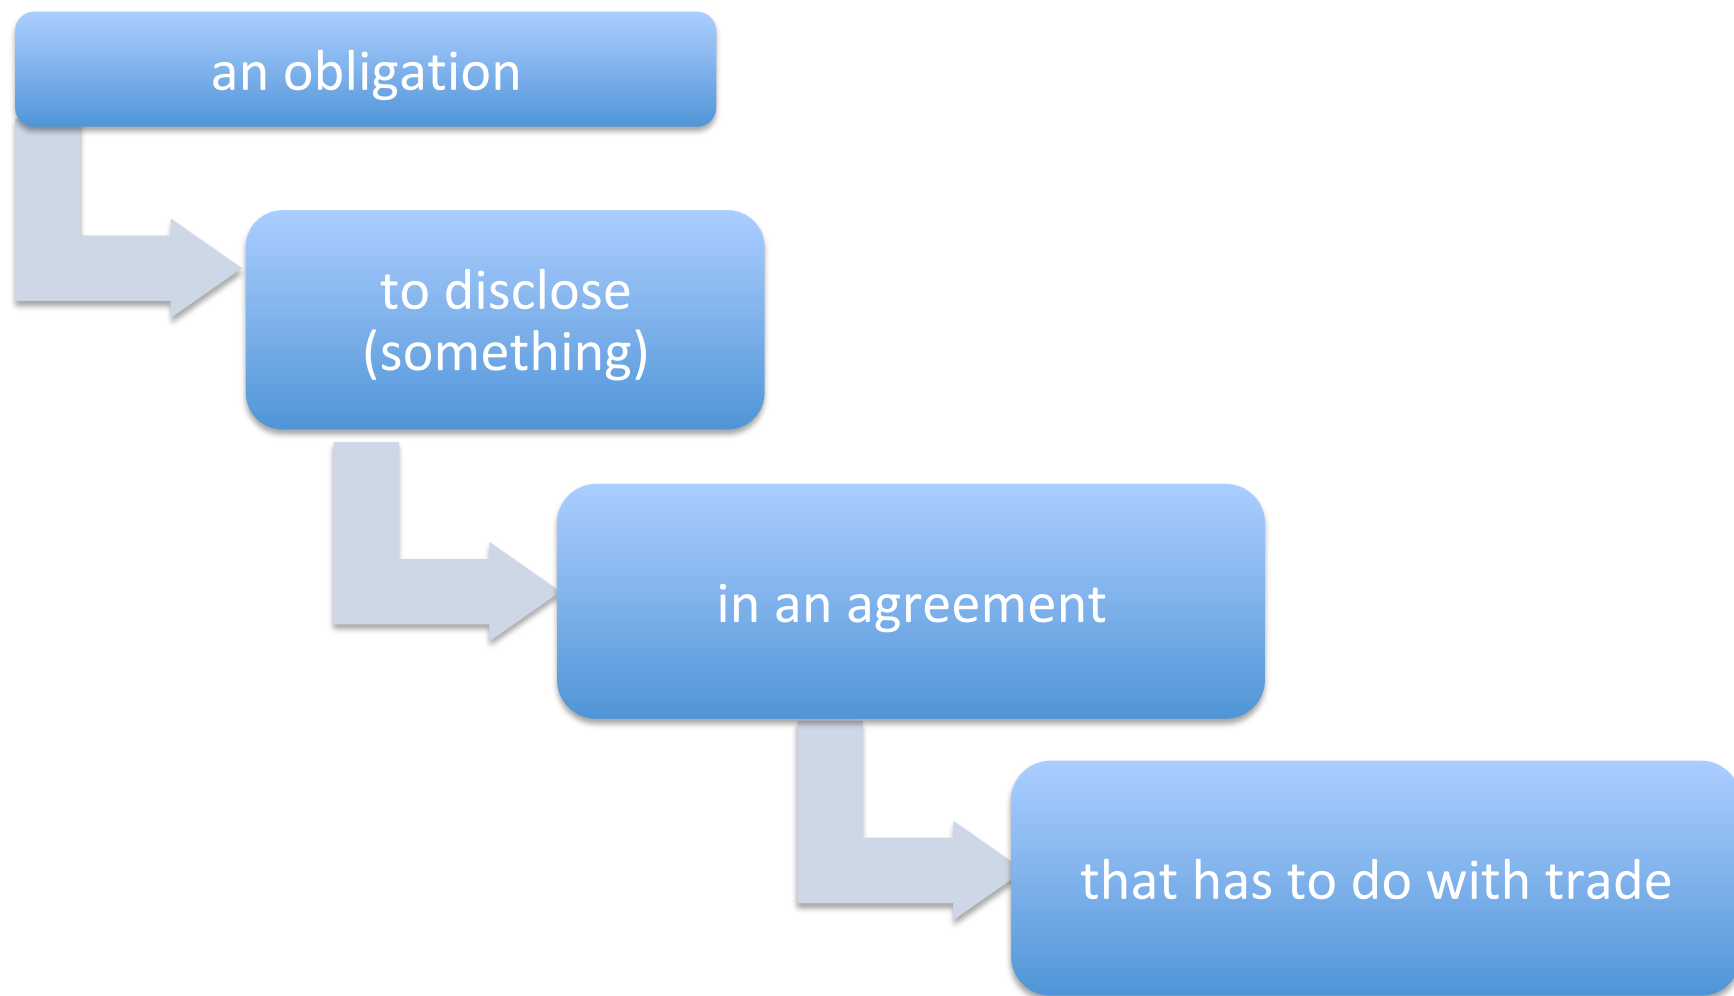 an obligation
to disclose
(something)
in an agreement
that has to do with trade